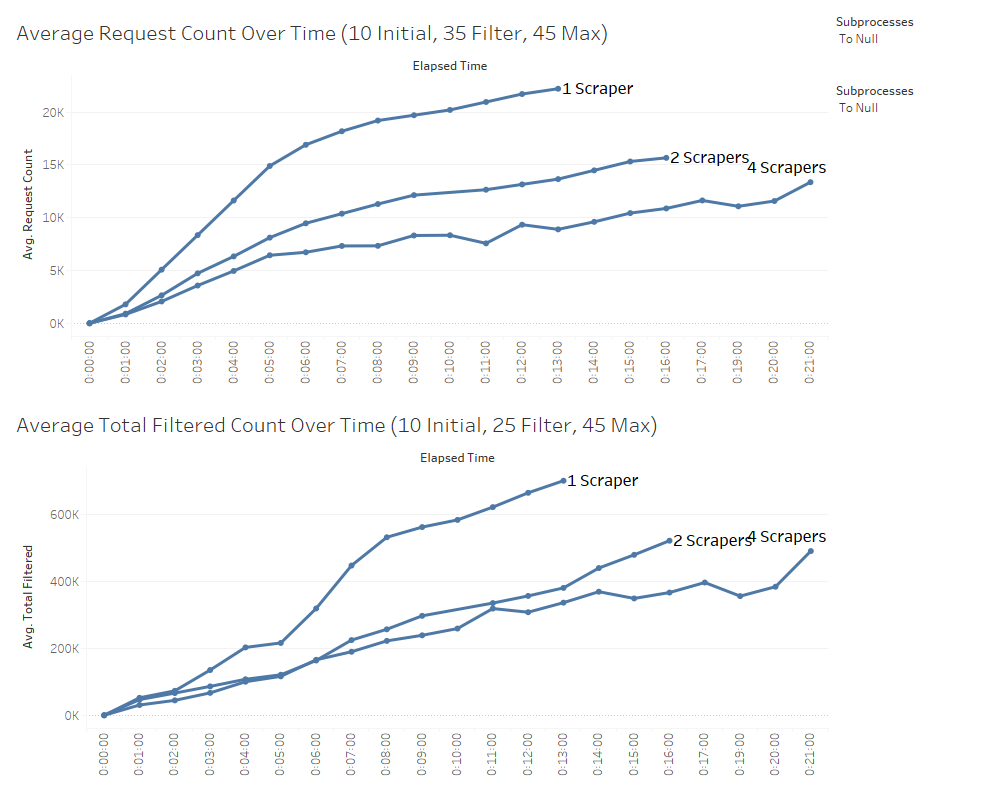 Average Request Count Over Time (10 Initial, 35 Filter, 45 Max)
Elapsed Time
Avg. Request Count
20K
15K
10K
5K
0K
1 Scraper
2 Scrapers
4 Scrapers
0:00:00
0:01:00
0:02:00
0:03:00
0:04:00
0:05:00
0:06:00
0:07:00
0:08:00
0:09:00
0:10:00
0:11:00
0:12:00
0:13:00
0:14:00
0:15:00
0:16:00
0:17:00
0:19:00
0:20:00
0:21:00
Subprocesses
To Null
Subprocesses
To Null
Average Total Filtered Count Over Time (10 Initial, 25 Filter, 45 Max)
Elapsed Time
Avg. Total Filtered
600K
400K
200K
0K
1 Scraper
2 Scrapers
4 Scrapers
0:00:00
0:01:00
0:02:00
0:03:00
0:04:00
0:05:00
0:06:00
0:07:00
0:08:00
0:09:00
0:10:00
0:11:00
0:12:00
0:13:00
0:14:00
0:15:00
0:16:00
0:17:00
0:19:00
0:20:00
0:21:00